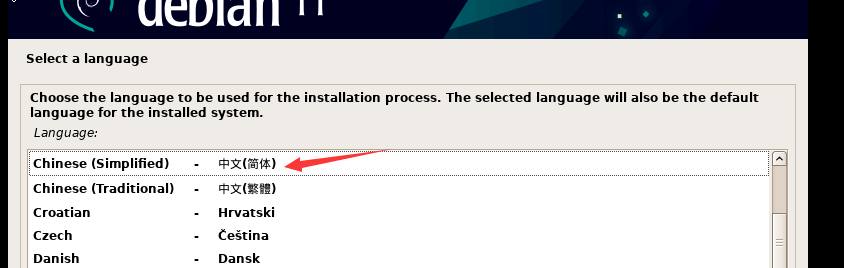 debian 11
Select a language
Choose the language to be used for the installation process. The selected language will also be the default
language for the installed system.
Language:
Chinese (Simplified) - 中文(简体)
Chinese (Traditional) - 中文(繁體)
Croatian - Hrvatski
Czech - Čeština
Danish - Dansk